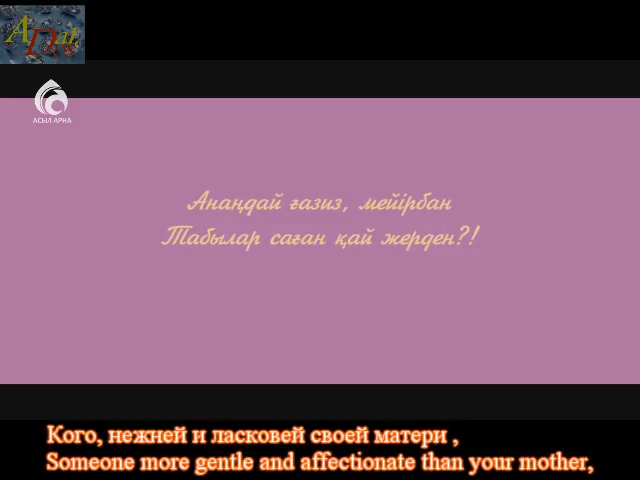 ADaL
АСЫЛ АРНА
Анаңдай ғазиз, мейірбан
Табылар саған қай жерден?!
Кого, нежней и ласковей своей матери ,
Someone more gentle and affectionate than your mother,